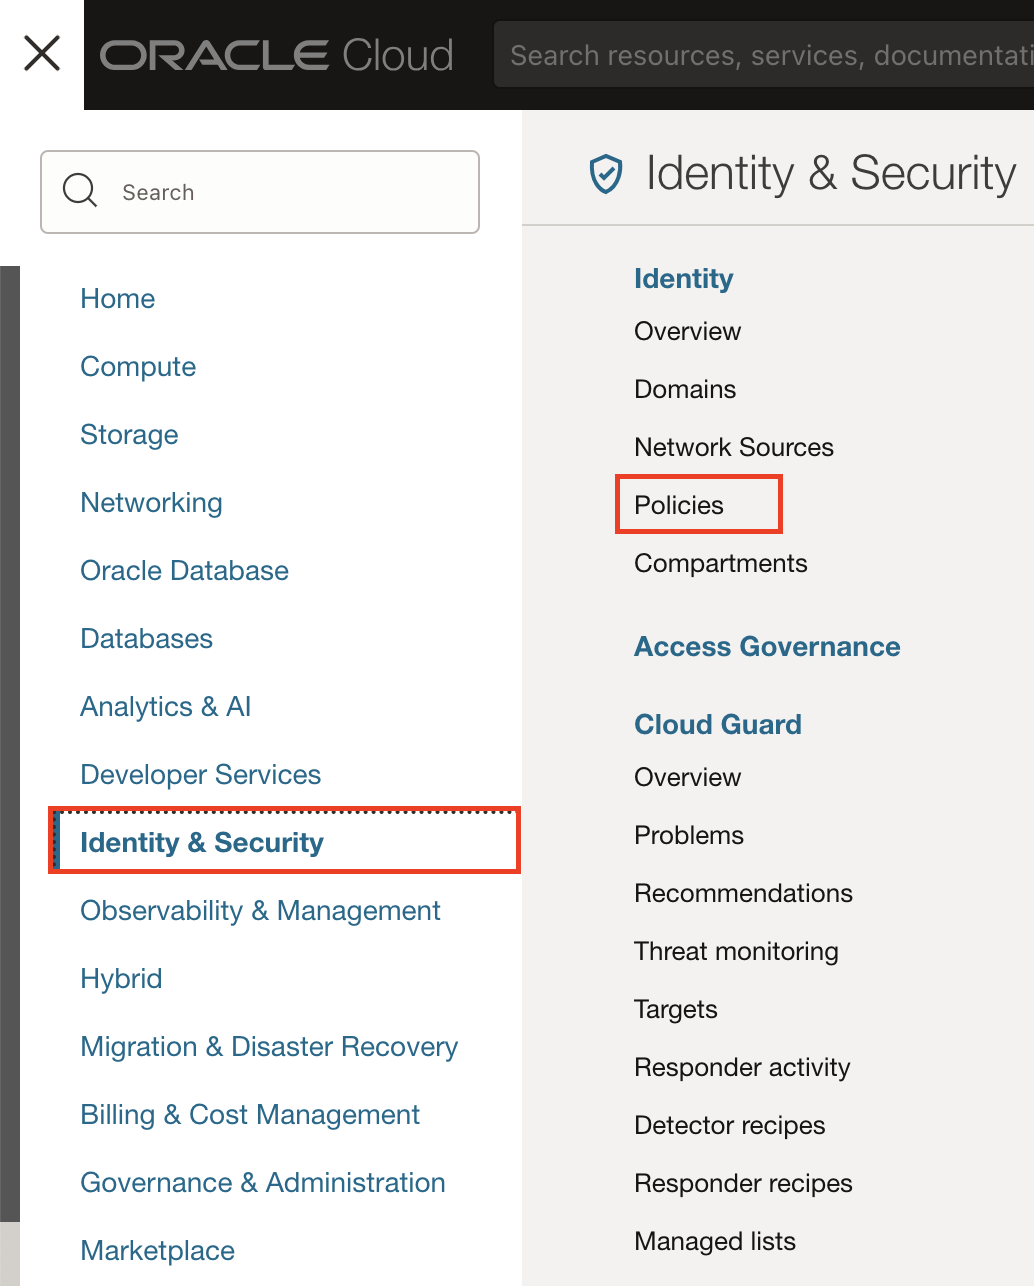 ORACLE Cloud
Search resources, services, documentati
Search
Home
Compute
Storage
Networking
Oracle Database
Databases
Analytics & AI
Developer Services
Identity & Security
Observability & Management
Hybrid
Migration & Disaster Recovery
Billing & Cost Management
Governance & Administration
Marketplace
Identity & Security
Identity
Overview
Domains
Network Sources
Policies
Compartments
Access Governance
Cloud Guard
Overview
Problems
Recommendations
Threat monitoring
Targets
Responder activity
Detector recipes
Responder recipes
Managed lists